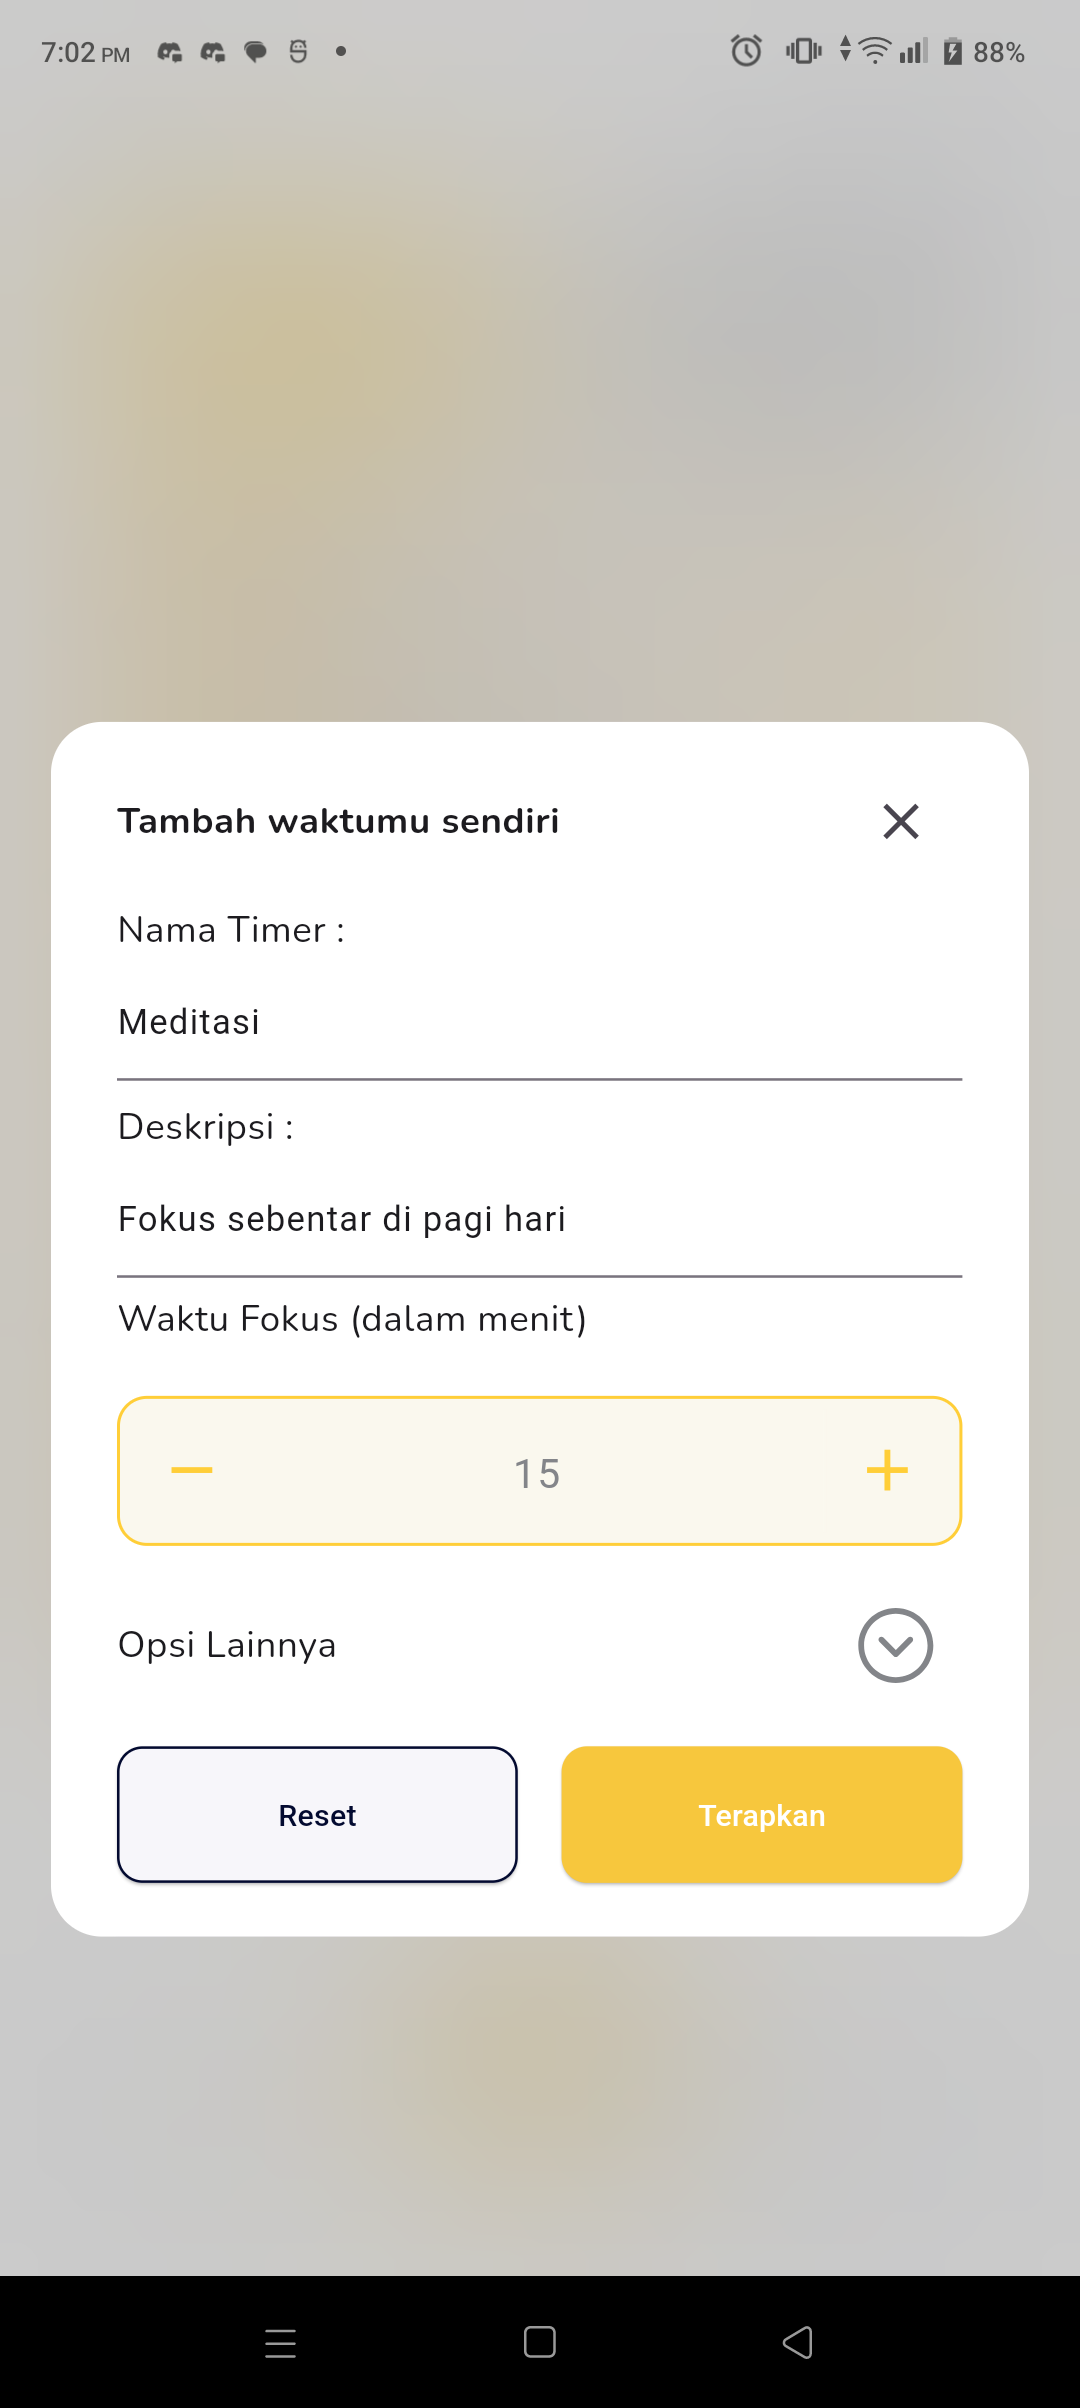 7:02 PM
88%
Tambah waktumu sendiri
Nama Timer :
Meditasi
Deskripsi :
Fokus sebentar di pagi hari
Waktu Fokus (dalam menit)
15
Opsi Lainnya
Reset
Terapkan